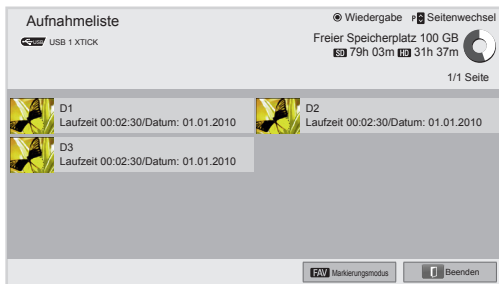 Aufnahmeliste
Wiedergabe P Seitenwechsel
USB USB 1 XTICK
Freier Speicherplatz 100 GB
SD 79h 03m HD 31h 37m
1/1 Seite
D1
Laufzeit 00:02:30/Datum: 01.01.2010
D2
Laufzeit 00:02:30/Datum: 01.01.2010
D3
Laufzeit 00:02:30/Datum: 01.01.2010
FAV Markierungsmodus
Beenden